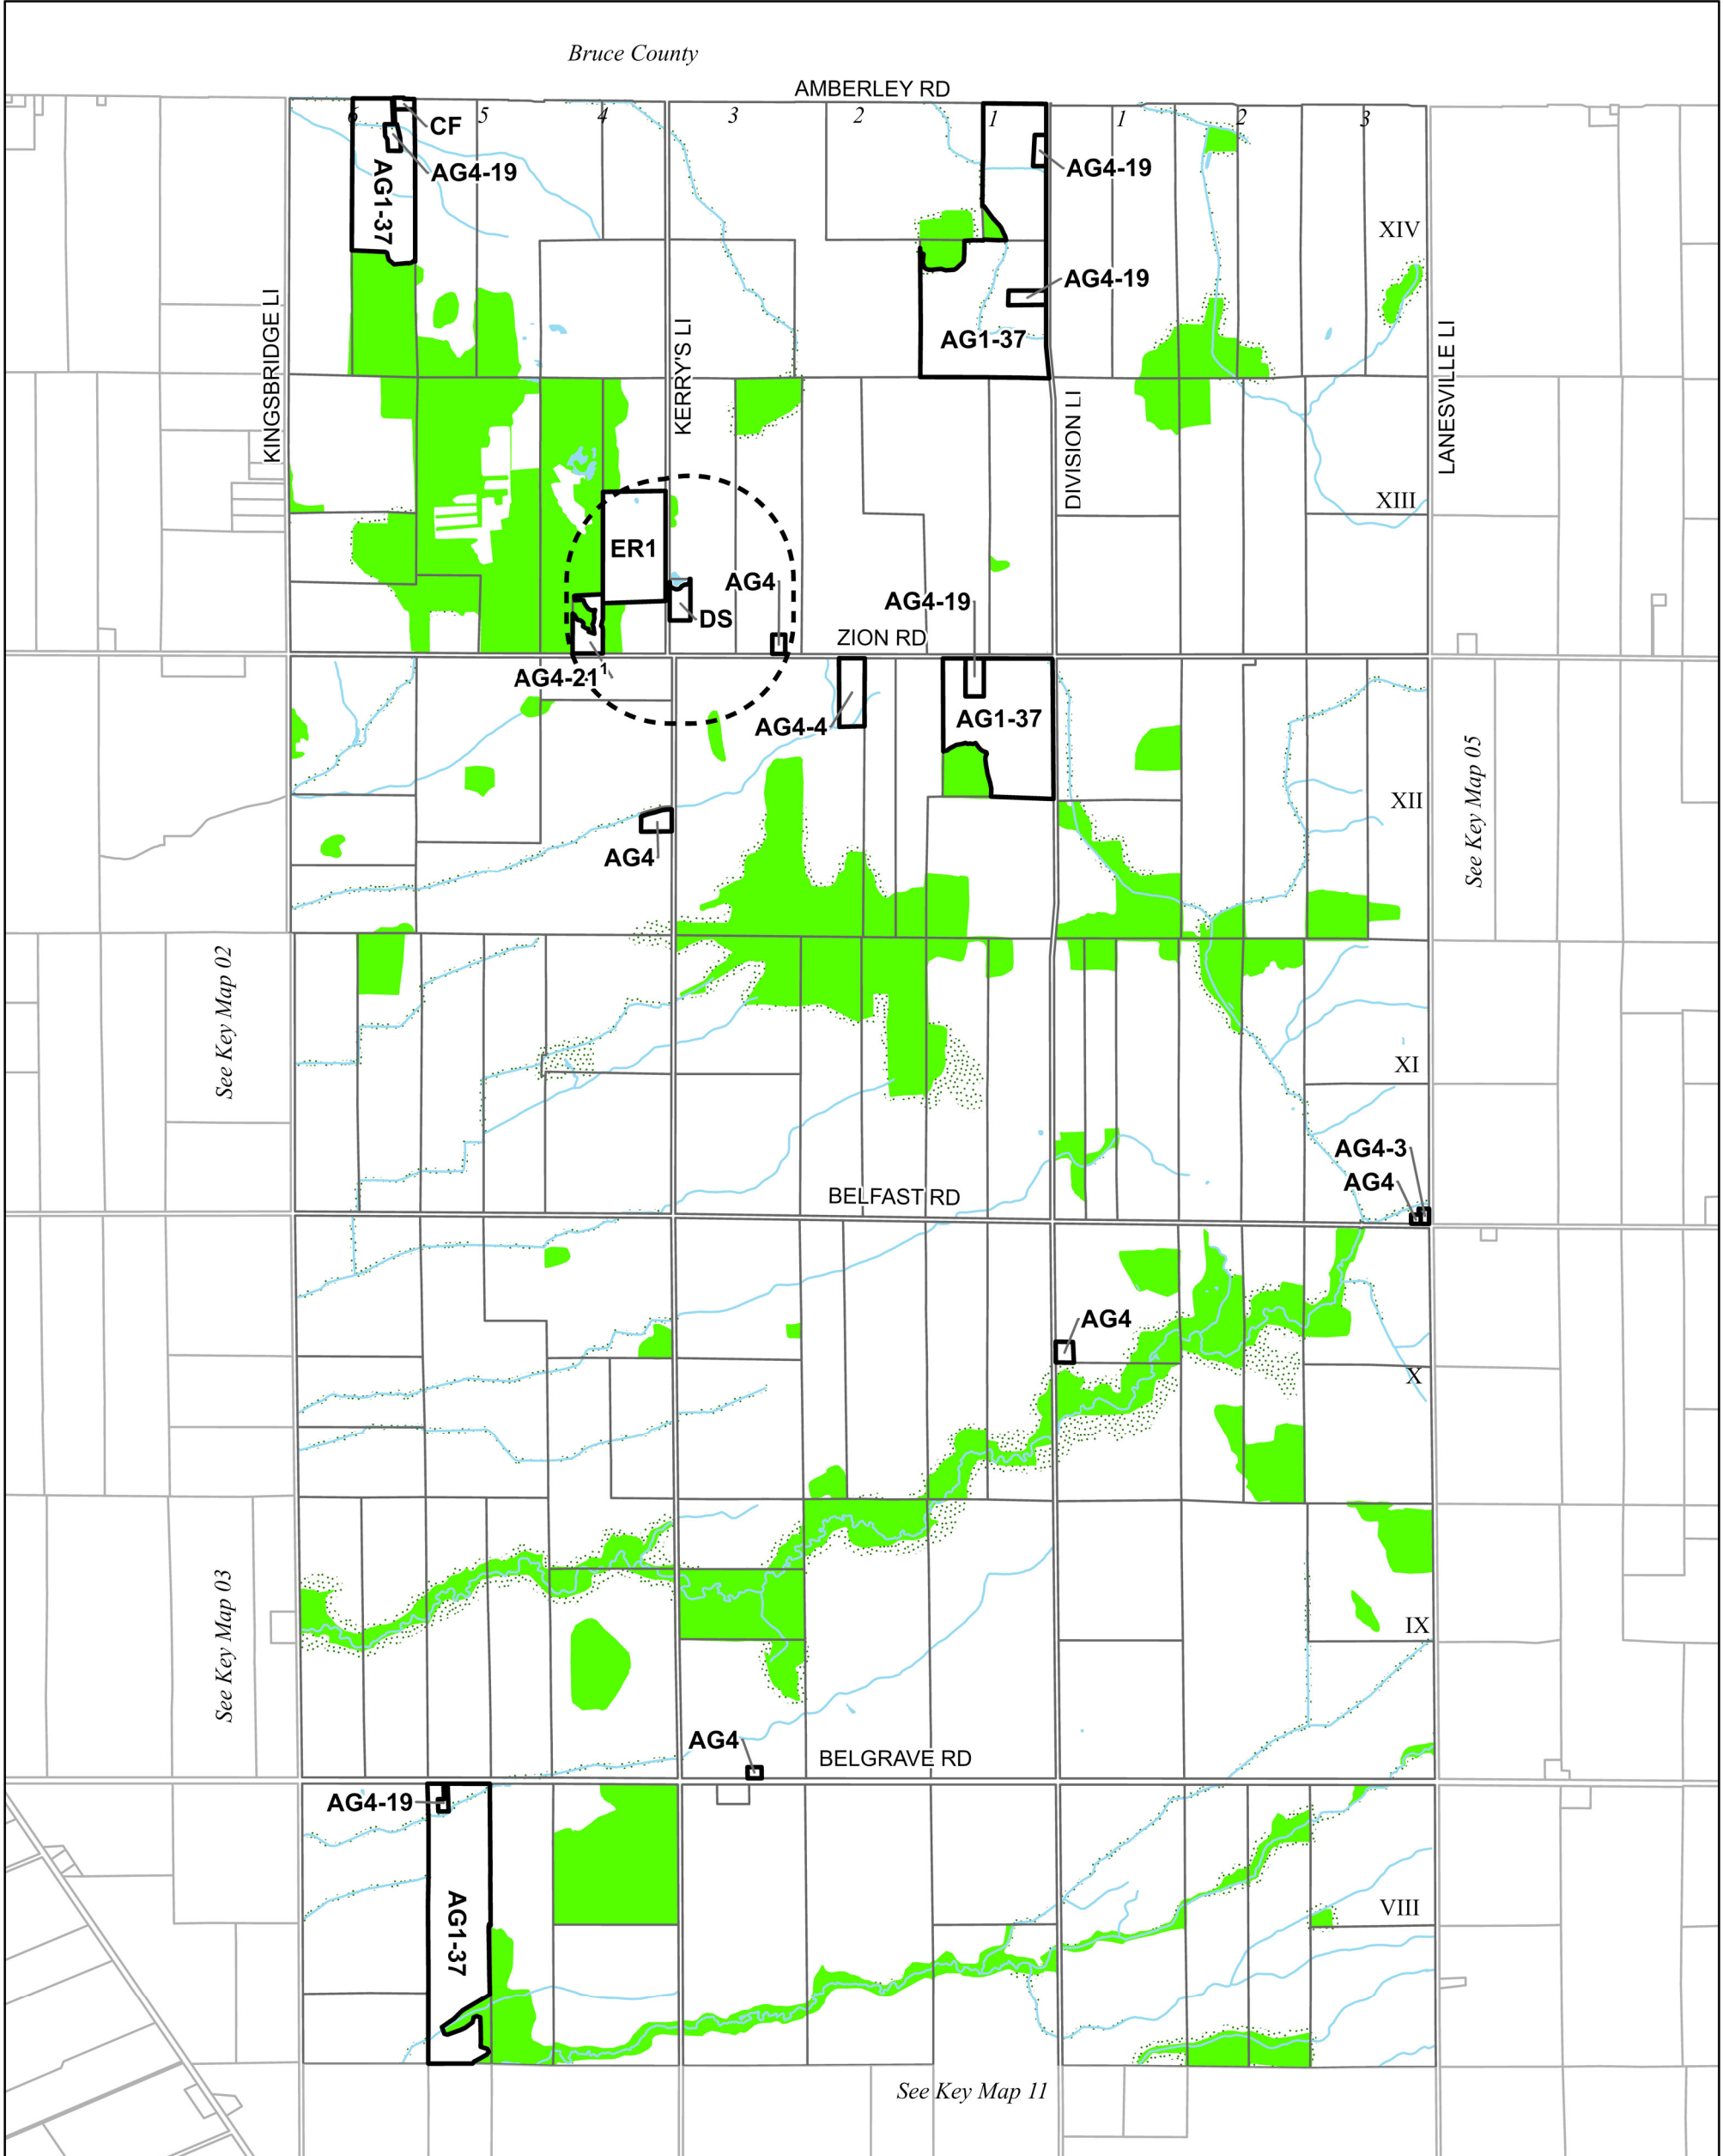 Bruce County
AMBERLEY RD
6
5
4
3
2
1
1
2
3
CF
AG4-19
AG1-37
AG4-19
XIV
AG4-19
AG1-37
KINGSBRIDGE LI
KERRY'S LI
DIVISION LI
LANESVILLE LI
XIII
ER1
AG4
DS
AG4-19
ZION RD
AG4-21¹
AG4-4
AG1-37
See Key Map 05
XII
AG4
See Key Map 02
XI
AG4-3
AG4
BELFAST RD
AG4
X
See Key Map 03
IX
AG4
BELGRAVE RD
AG4-19
AG1-37
VIII
See Key Map 11